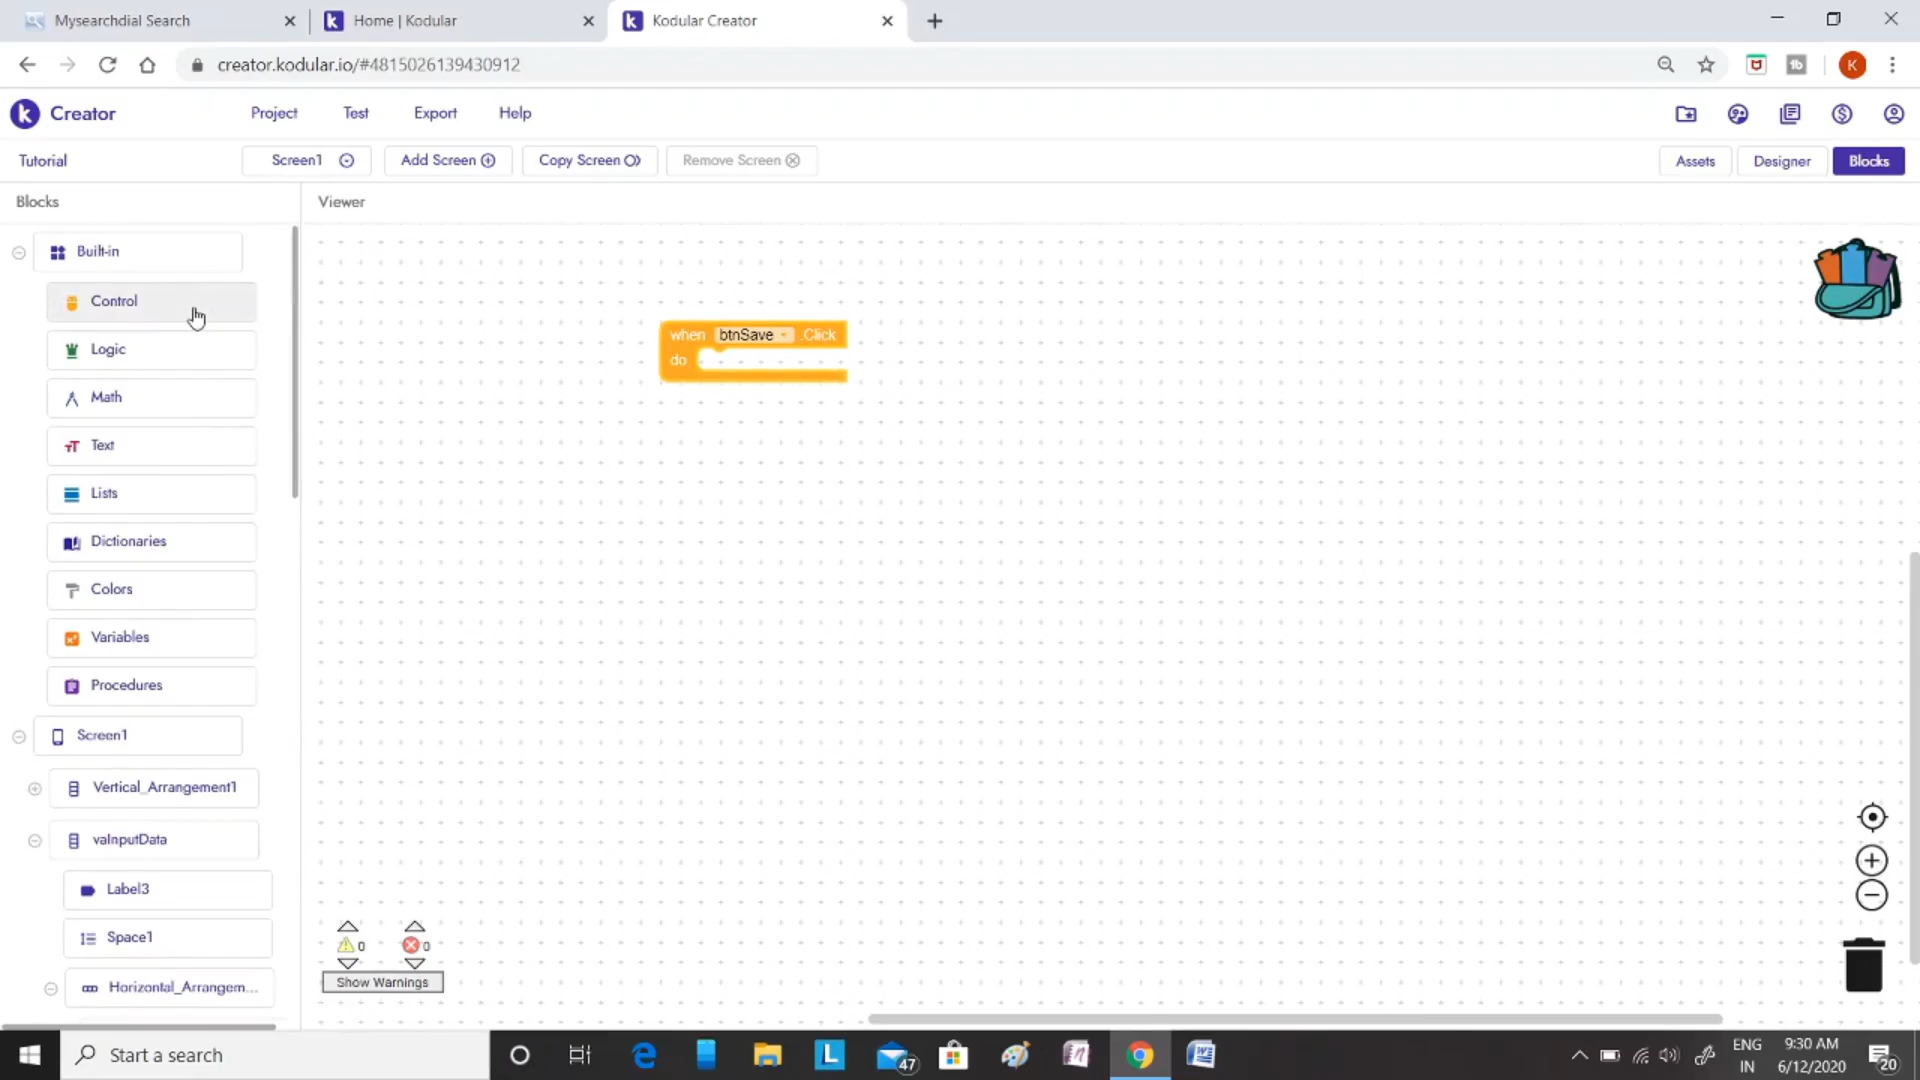 Mysearchdial Search
Home | Kodular
Kodular Creator
creator.kodular.io/#4815026139430912
K
Creator
Project
Test
Export
Help
Tutorial
Screen1
Add Screen
Copy Screen
Remove Screen
Assets
Designer
Blocks
Blocks
Viewer
Built-in
Control
Logic
Math
Text
Lists
Dictionaries
Colors
Variables
Procedures
Screen1
Vertical_Arrangement1
vaInputData
Label3
Space1
Horizontal_Arrangem...
when btnSave .Click
do
0
0
Show Warnings
Start a search
47
ENG
IN
9:30 AM
6/12/2020
20